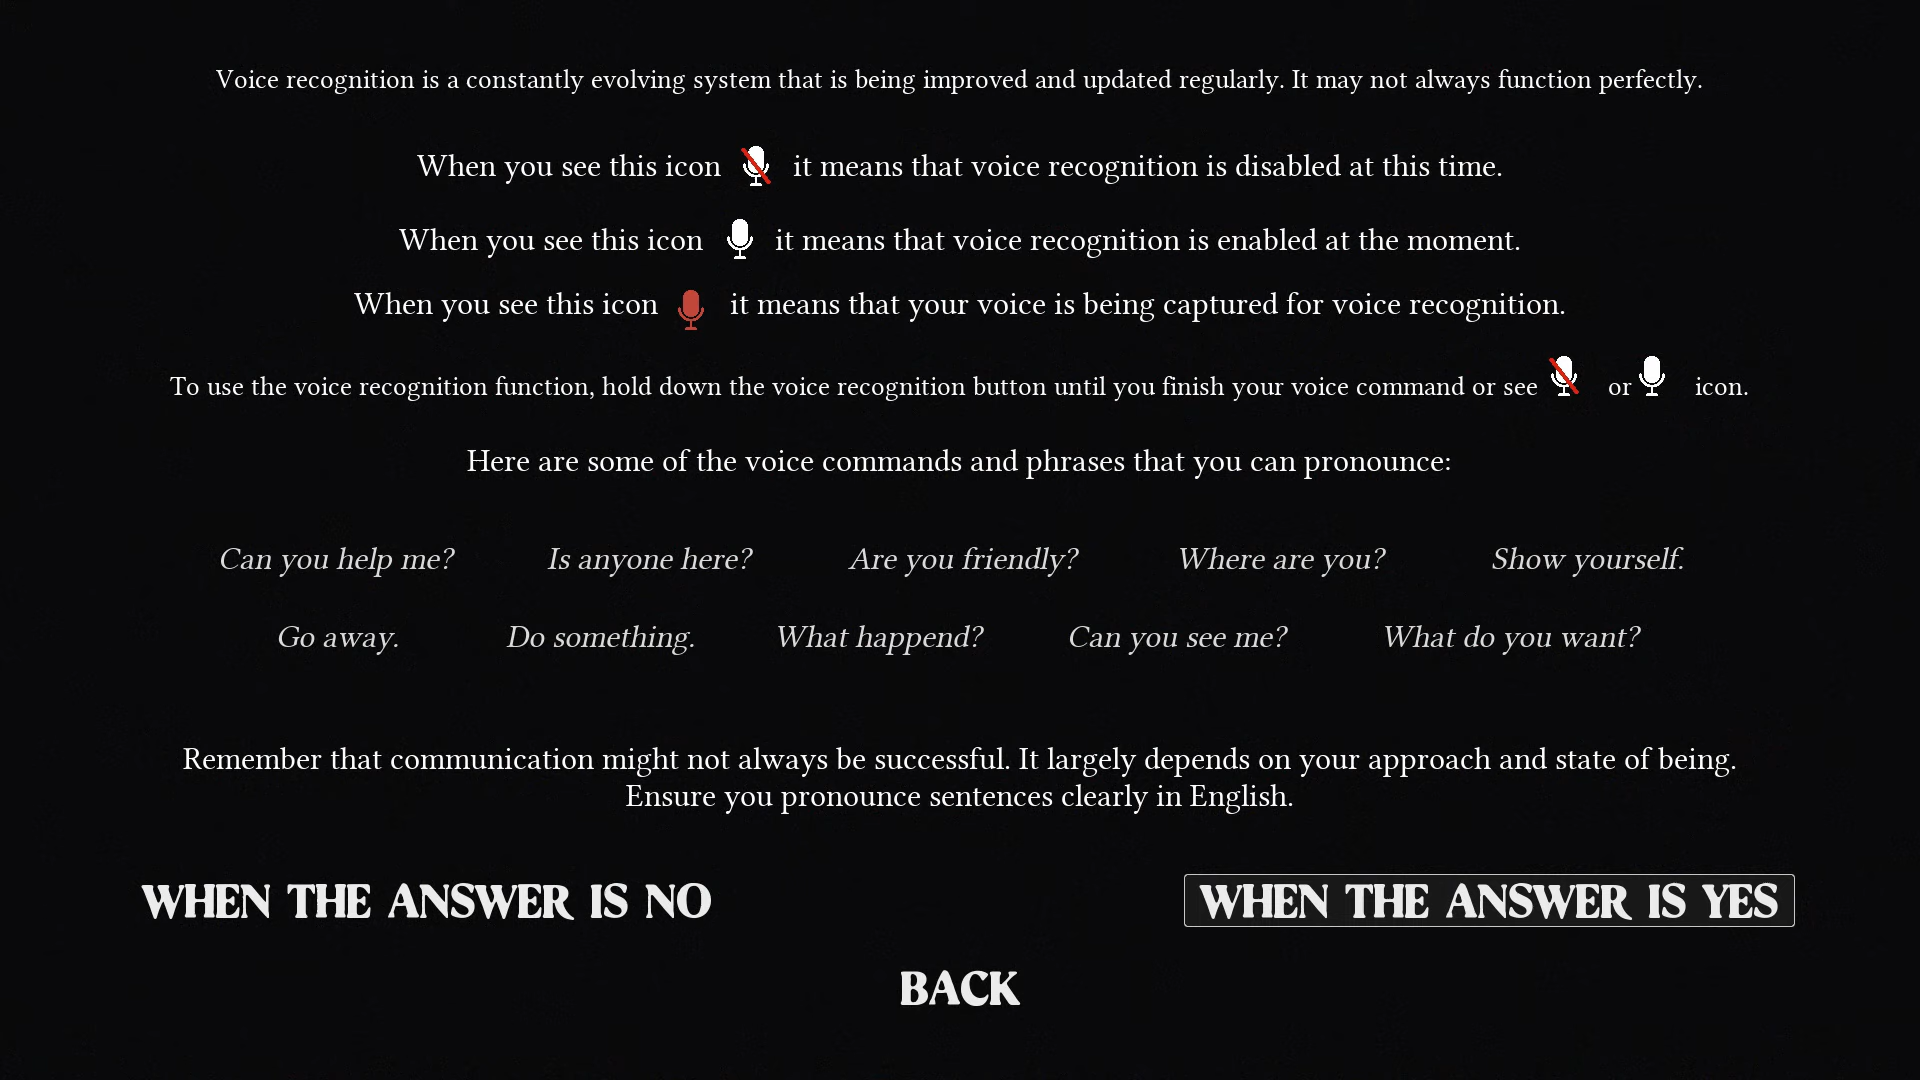 Voice recognition is a constantly evolving system that is being improved and updated regularly. It may not always function perfectly.
When you see this icon it means that voice recognition is disabled at this time.
When you see this icon it means that voice recognition is enabled at the moment.
When you see this icon it means that your voice is being captured for voice recognition.
To use the voice recognition function, hold down the voice recognition button until you finish your voice command or see or icon.
Here are some of the voice commands and phrases that you can pronounce:
Can you help me? Is anyone here? Are you friendly? Where are you? Show yourself.
Go away. Do something. What happend? Can you see me? What do you want?
Remember that communication might not always be successful. It largely depends on your approach and state of being.
Ensure you pronounce sentences clearly in English.
WHEN THE ANSWER IS NO WHEN THE ANSWER IS YES
BACK